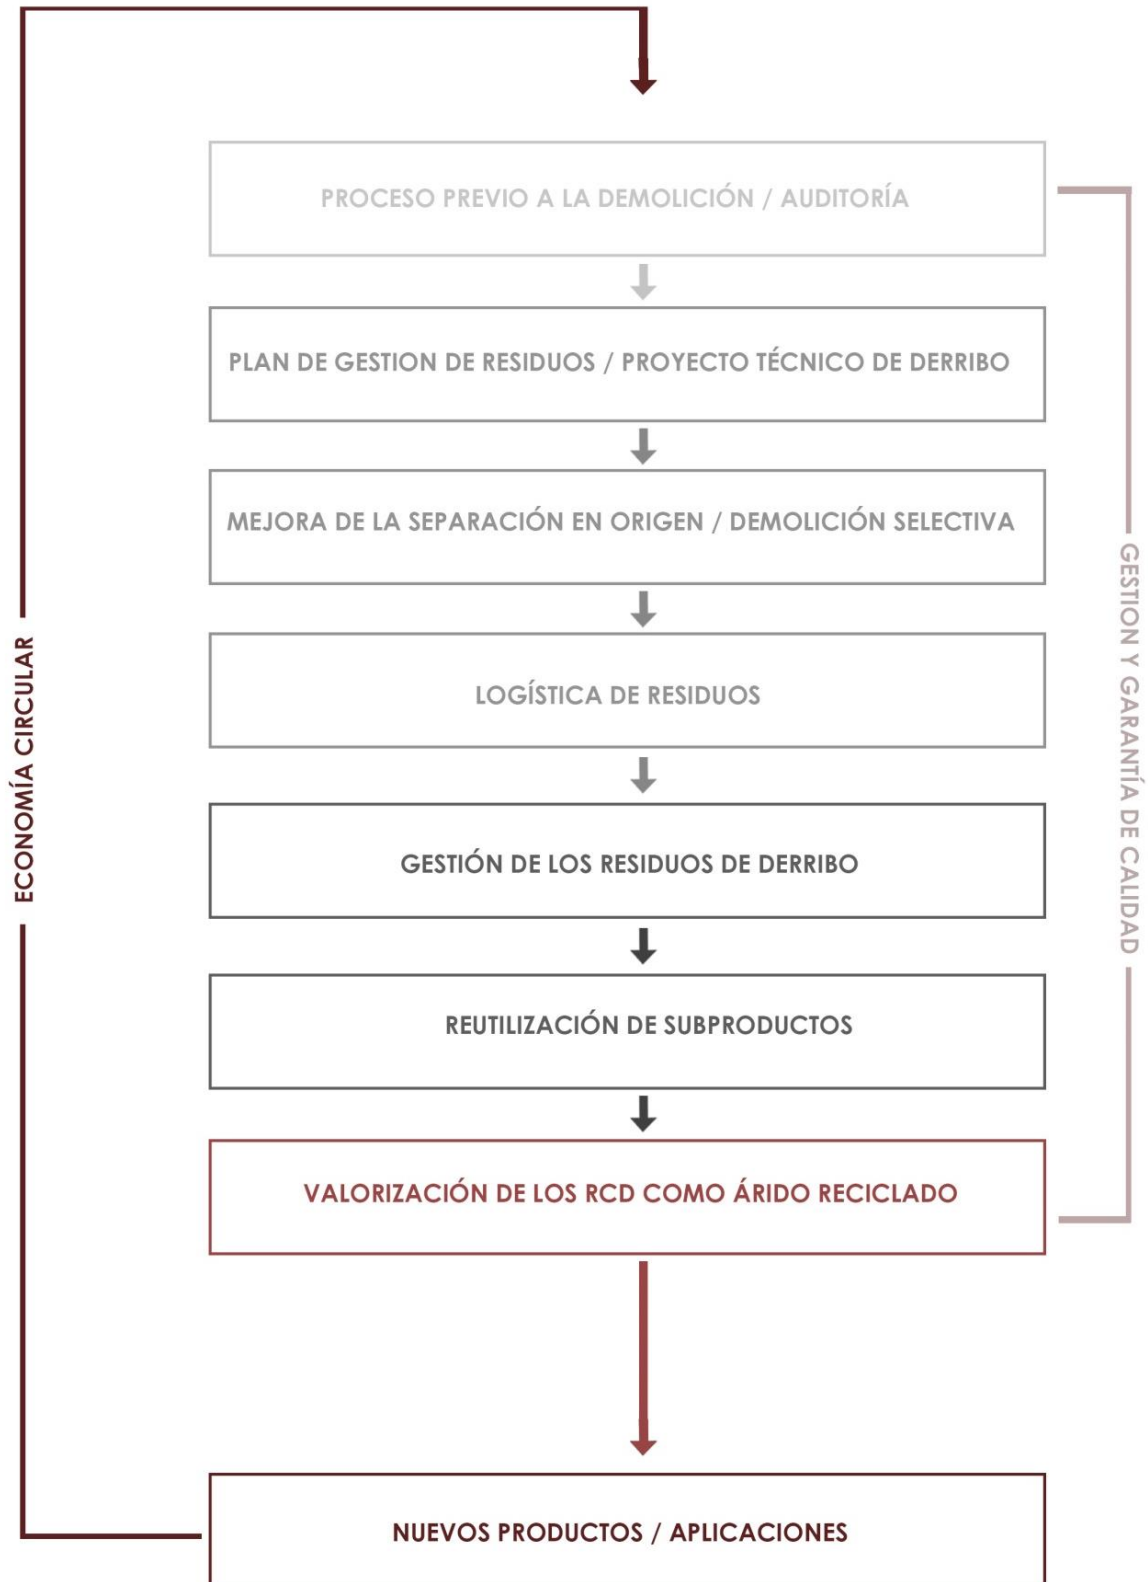 PROCESO PREVIO A LA DEMOLICIÓN / AUDITORÍA
PLAN DE GESTION DE RESIDUOS / PROYECTO TÉCNICO DE DERRIBO
MEJORA DE LA SEPARACIÓN EN ORIGEN / DEMOLICIÓN SELECTIVA
LOGÍSTICA DE RESIDUOS
GESTIÓN DE LOS RESIDUOS DE DERRIBO
REUTILIZACIÓN DE SUBPRODUCTOS
VALORIZACIÓN DE LOS RCD COMO ÁRIDO RECICLADO
NUEVOS PRODUCTOS / APLICACIONES
ECONOMÍA CIRCULAR
GESTION Y GARANTÍA DE CALIDAD